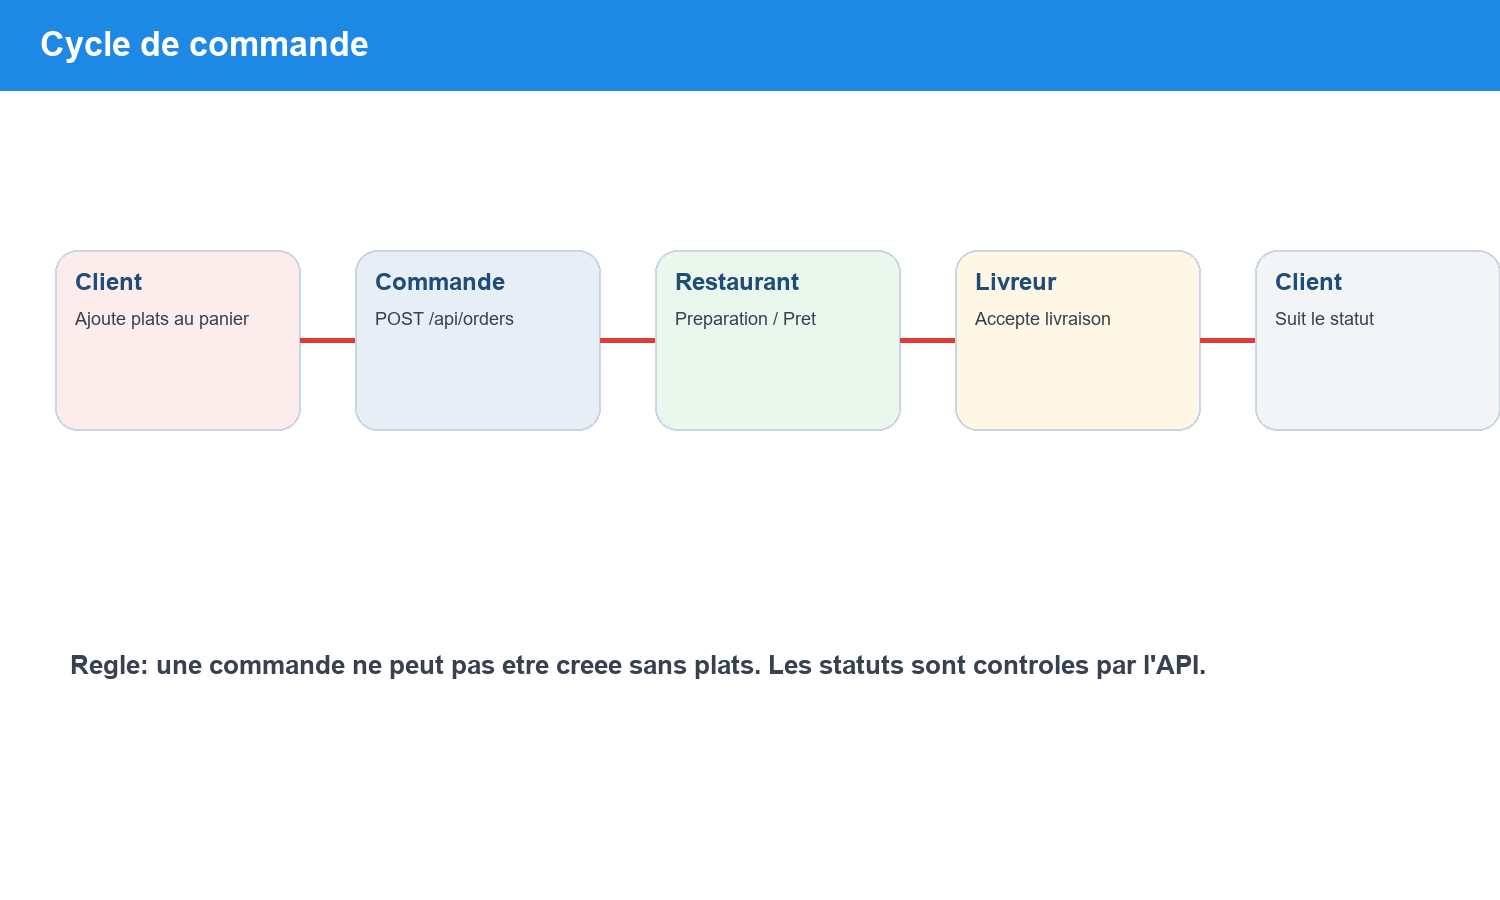 Cycle de commande
Client
Ajoute plats au panier
Commande
POST /api/orders
Restaurant
Preparation / Pret
Livreur
Accepte livraison
Client
Suit le statut
Regle: une commande ne peut pas etre creee sans plats. Les statuts sont controles par l'API.